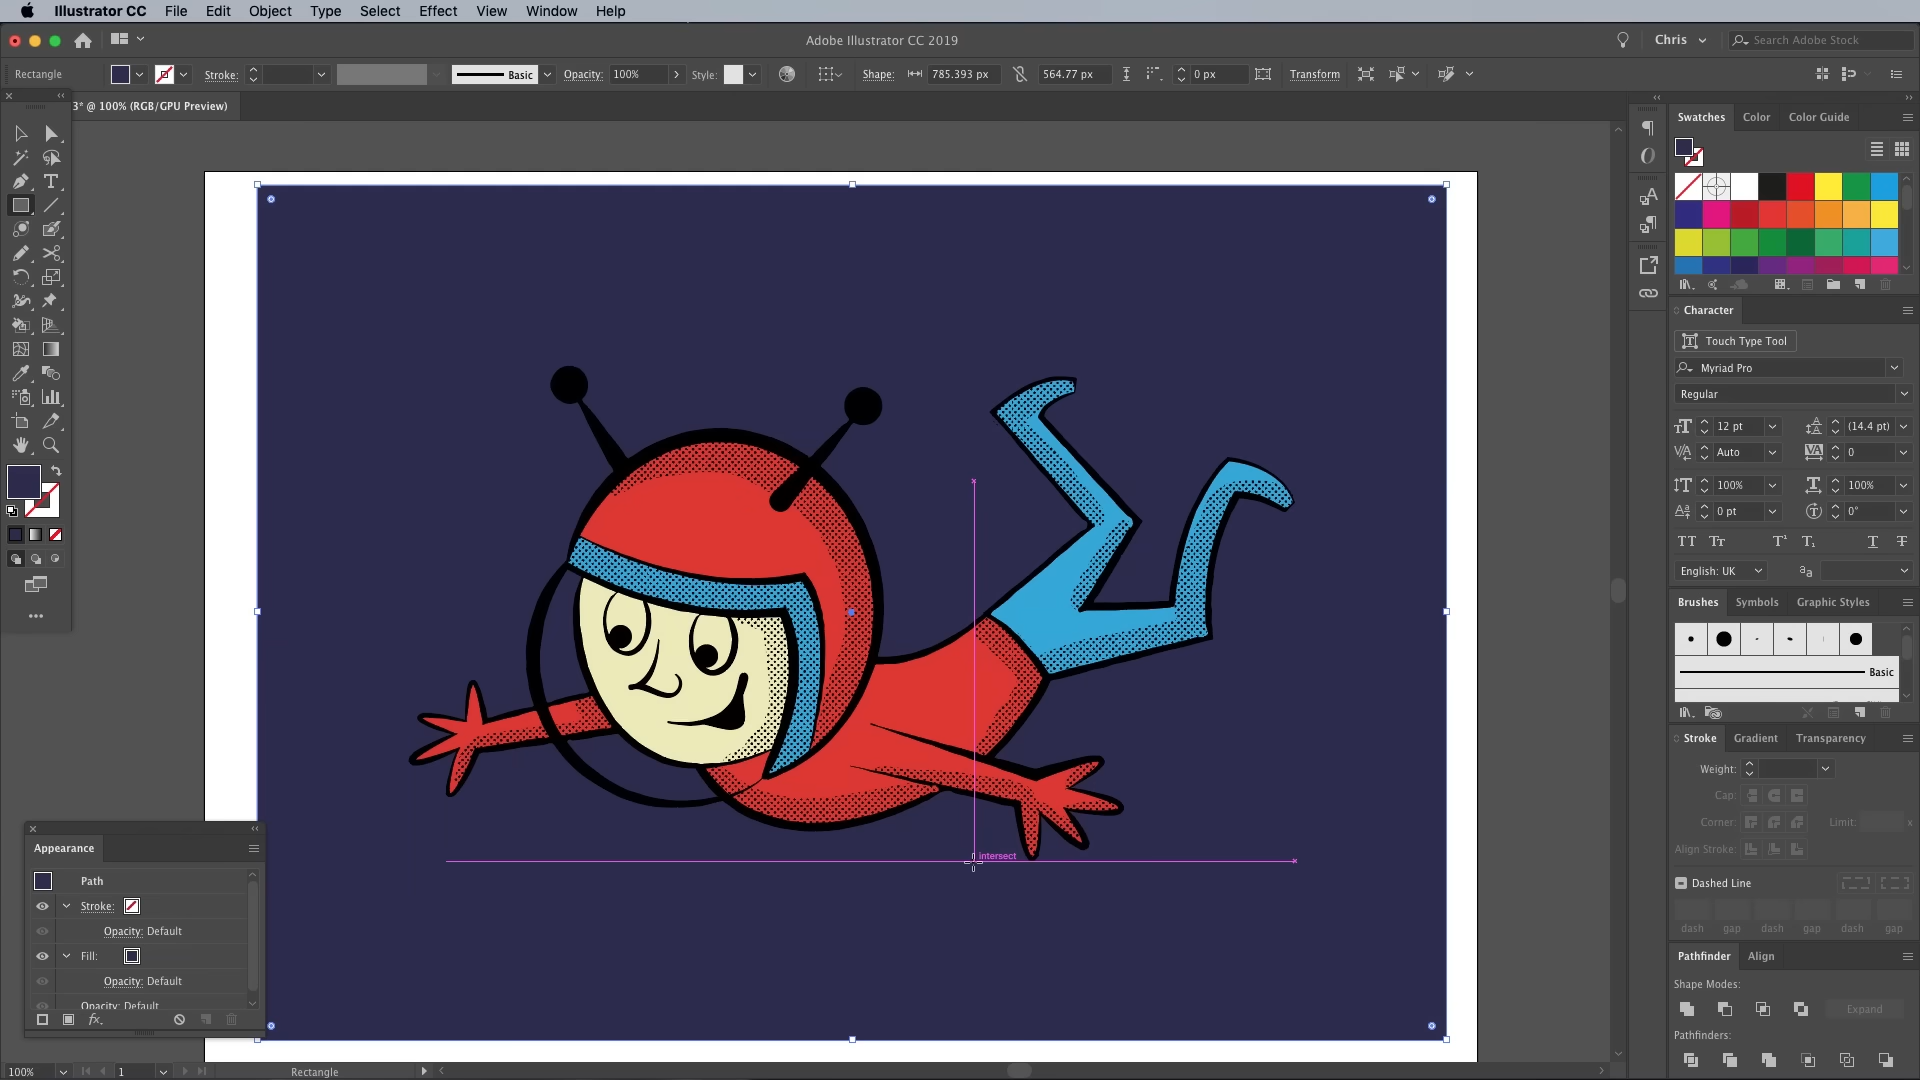 Illustrator CC File Edit Object Type Select Effect View Window Help
Adobe Illustrator CC 2019
Chris
Search Adobe Stock
Rectangle
Stroke:
Basic
Opacity: 100%
Style:
Shape: 785.393 px
564.77 px
0 px
Transform
3* @ 100% (RGB/GPU Preview)
Swatches Color Color Guide
Character
Touch Type Tool
Myriad Pro
Regular
12 pt (14.4 pt)
Auto 0
100% 100%
0 pt 0°
English: UK
Brushes Symbols Graphic Styles
Basic
Stroke Gradient Transparency
Weight:
Cap:
Corner: Limit: x
Align Stroke:
Dashed Line
dash gap dash gap dash gap
Pathfinder Align
Shape Modes:
Expand
Pathfinders:
intersect
Appearance
Path
Stroke:
Opacity: Default
Fill:
Opacity: Default
Opacity: Default
fx.
100% 1 Rectangle